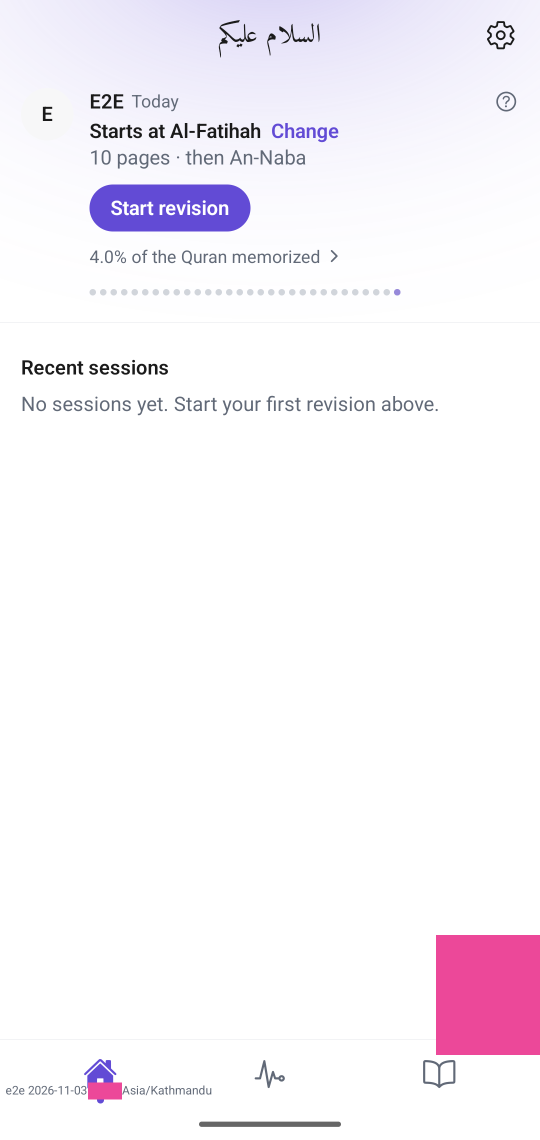 السلام عليكم
E
E2E Today
Starts at Al-Fatihah Change
10 pages · then An-Naba
Start revision
4.0% of the Quran memorized
Recent sessions
No sessions yet. Start your first revision above.
e2e 2026-11-03
Asia/Kathmandu